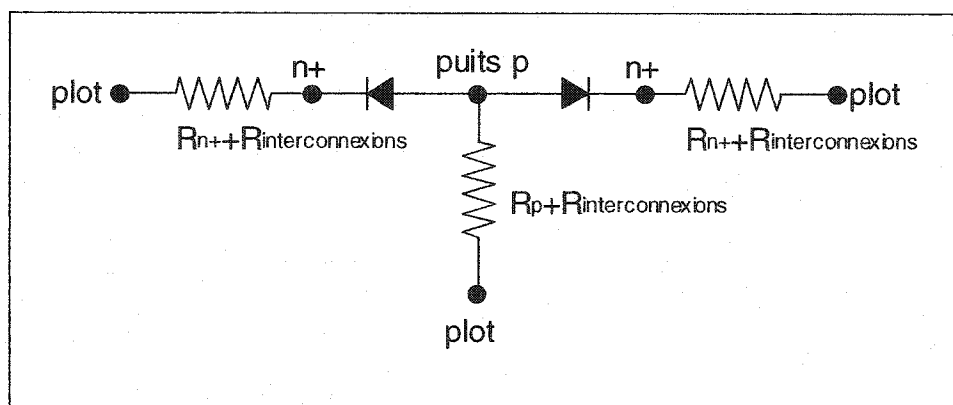 n+ puits p n+
plot plot
Rn++Rinterconnexions Rn++Rinterconnexions
Rp+Rinterconnexions
plot